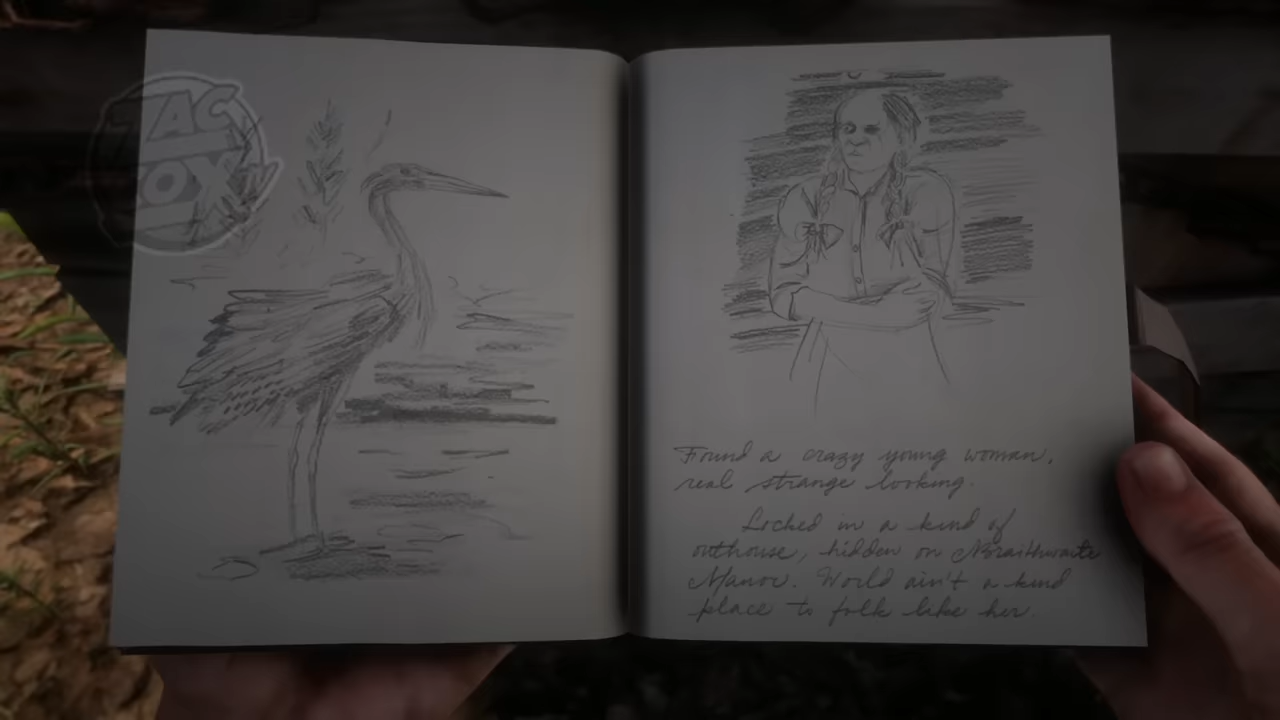 TAC
Found a crazy young woman,
real strange looking.
Locked in a kind of
outhouse, hidden on Braithwaite
Manor. World ain't a kind
place to folk like her.